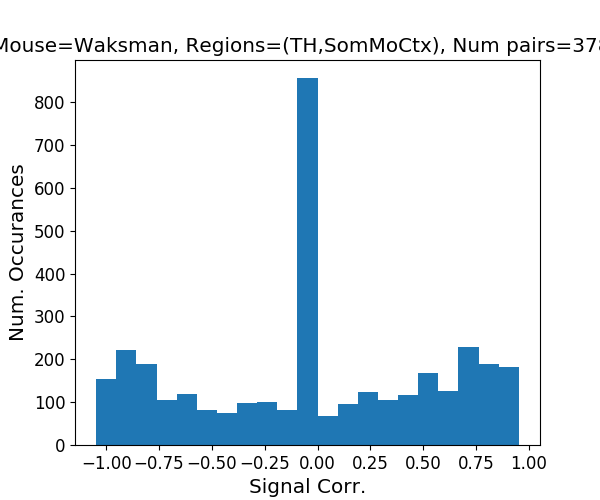 Mouse=Waksman, Regions=(TH,SomMoCtx), Num pairs=378
Num. Occurances
800
700
600
500
400
300
200
100
0
−1.00 −0.75 −0.50 −0.25 0.00 0.25 0.50 0.75 1.00
Signal Corr.